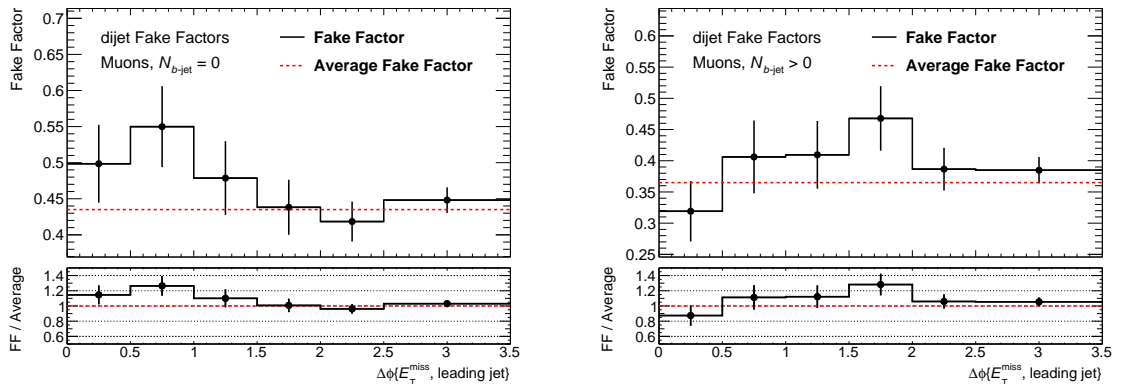 0.7
0.65
0.6
0.55
0.5
0.45
0.4
Fake Factor
dijet Fake Factors
Muons, N_b-jet = 0
Fake Factor
Average Fake Factor
1.4
1.2
1.0
0.8
0.6
FF / Average
0 0.5 1 1.5 2 2.5 3 3.5
Δϕ{E_T^miss, leading jet}
0.6
0.55
0.5
0.45
0.4
0.35
0.3
0.25
Fake Factor
dijet Fake Factors
Muons, N_b-jet > 0
Fake Factor
Average Fake Factor
1.4
1.2
1.0
0.8
0.6
FF / Average
0 0.5 1 1.5 2 2.5 3 3.5
Δϕ{E_T^miss, leading jet}